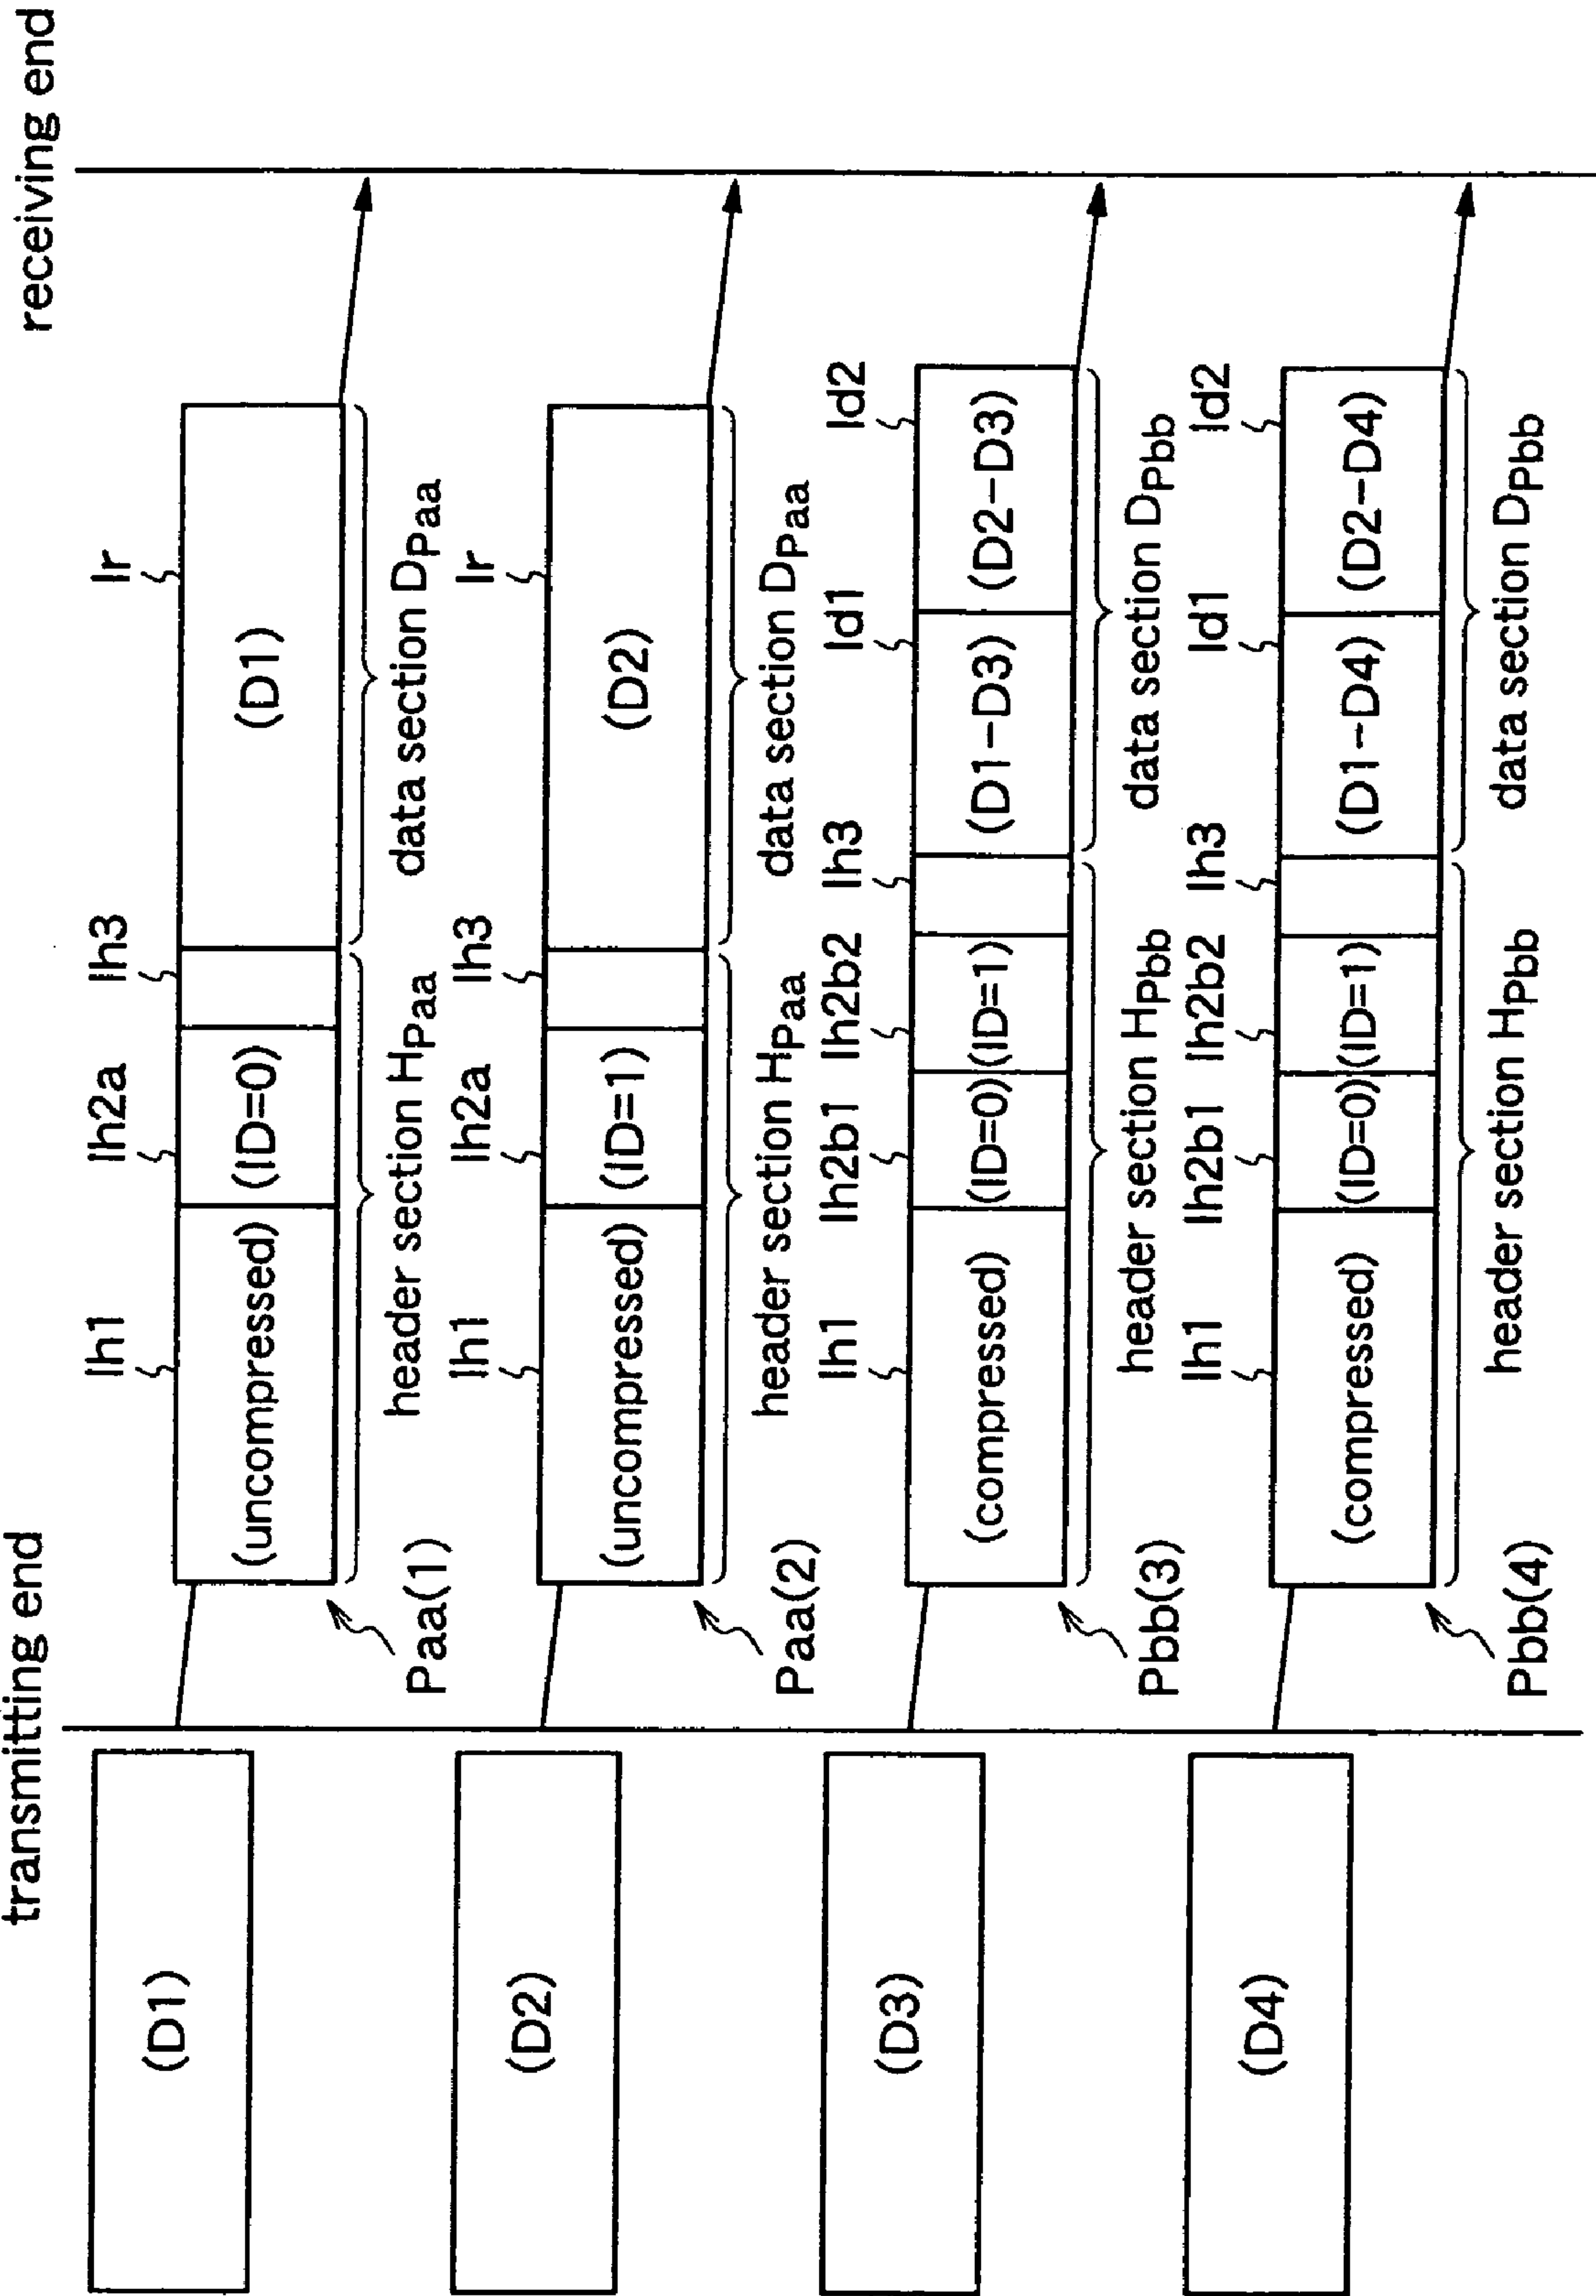 transmitting end
receiving end
(D1)
Ih1
Ih2a
Ih3
Ir
(uncompressed)
(ID=0)
(D1)
header section HPaa
data section DPaa
Paa(1)
(D2)
Ih1
Ih2a
Ih3
Ir
(uncompressed)
(ID=1)
(D2)
header section HPaa
data section DPaa
Paa(2)
(D3)
Ih1
Ih2b1
Ih2b2
Ih3
Id1
Id2
(compressed)
(ID=0)
(ID=1)
(D1-D3)
(D2-D3)
header section HPbb
data section DPbb
Pbb(3)
(D4)
Ih1
Ih2b1
Ih2b2
Ih3
Id1
Id2
(compressed)
(ID=0)
(ID=1)
(D1-D4)
(D2-D4)
header section HPbb
data section DPbb
Pbb(4)